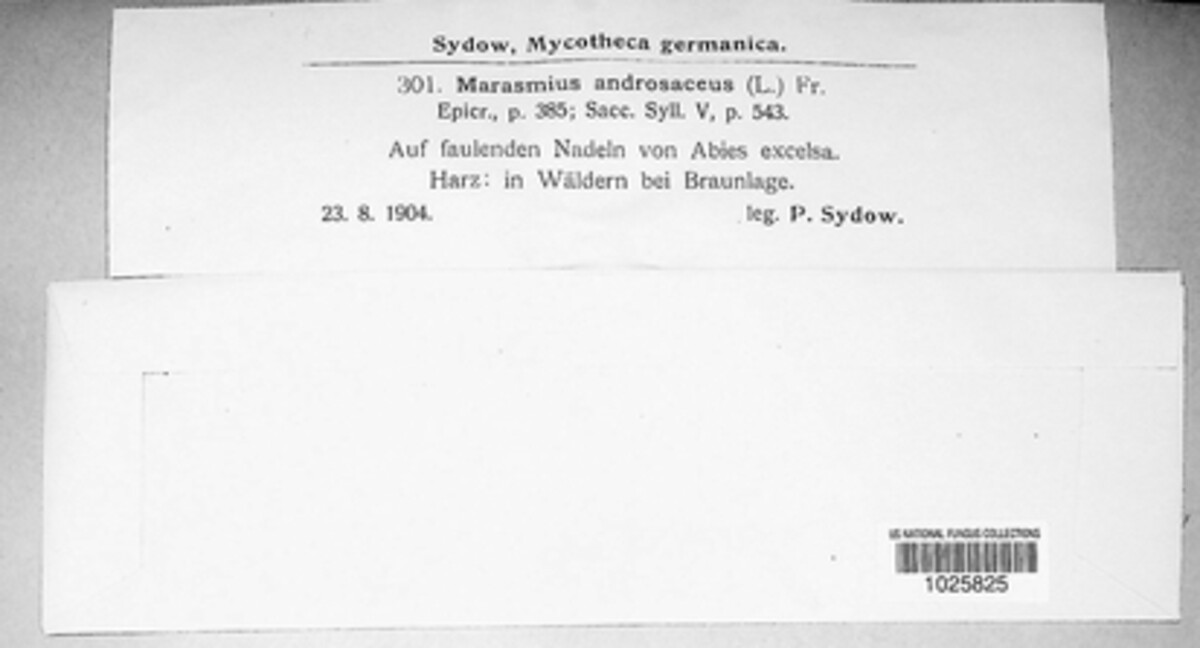 Sydow, Mycotheca germanica.
301. Marasmius androsaceus (L.) Fr.
Epicr., p. 385; Sacc. Syll. V, p. 543.
Auf faulenden Nadeln von Abies excelsa.
Harz: in Wäldern bei Braunlage.
23. 8. 1904. leg. P. Sydow.
US NATIONAL FUNGUS COLLECTIONS
1025825